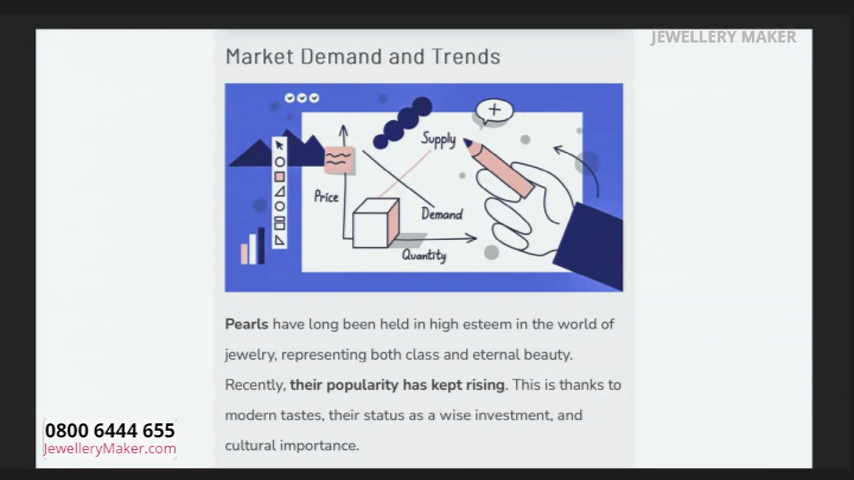 JEWELLERY MAKER
Market Demand and Trends
Supply
Price
Demand
Quantity
Pearls have long been held in high esteem in the world of
jewelry, representing both class and eternal beauty.
Recently, their popularity has kept rising. This is thanks to
modern tastes, their status as a wise investment, and
cultural importance.
0800 6444 655
JewelleryMaker.com